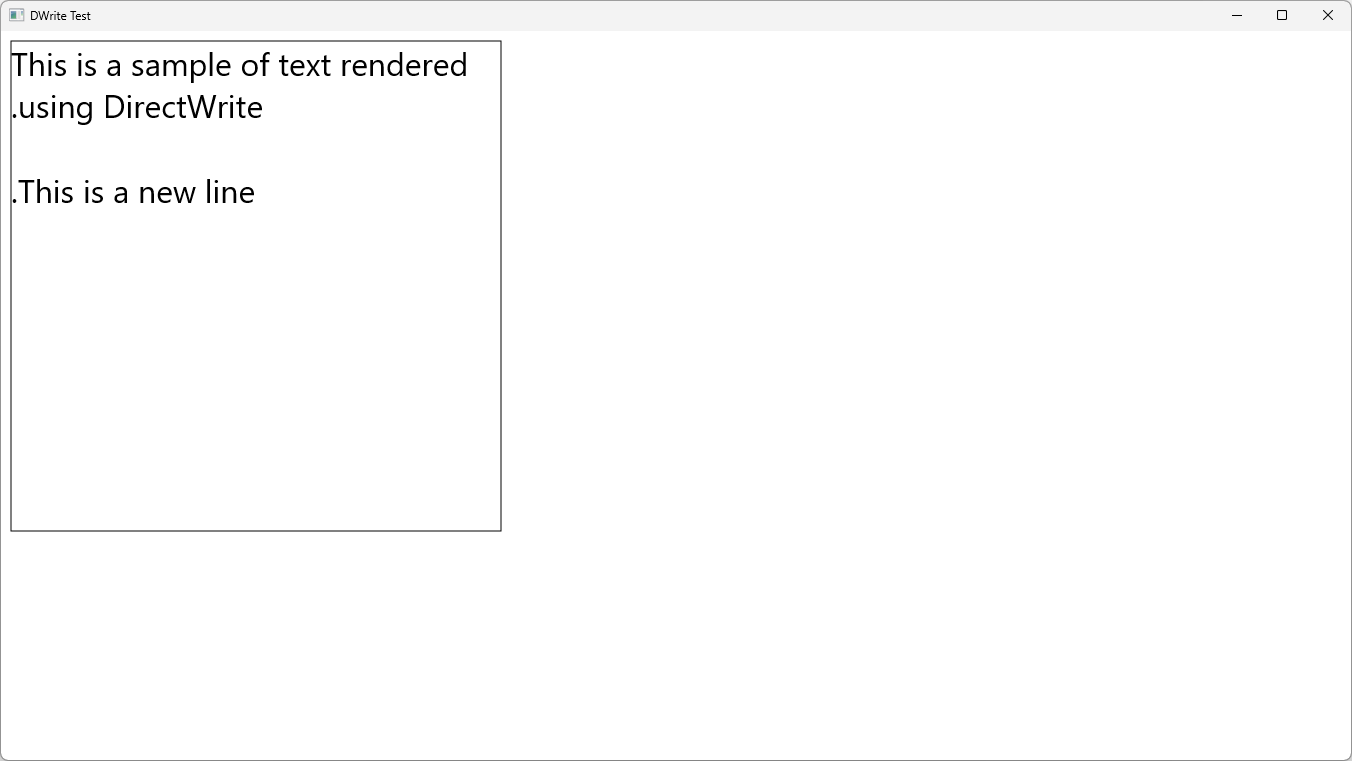 DWrite Test
This is a sample of text rendered
.using DirectWrite
.This is a new line